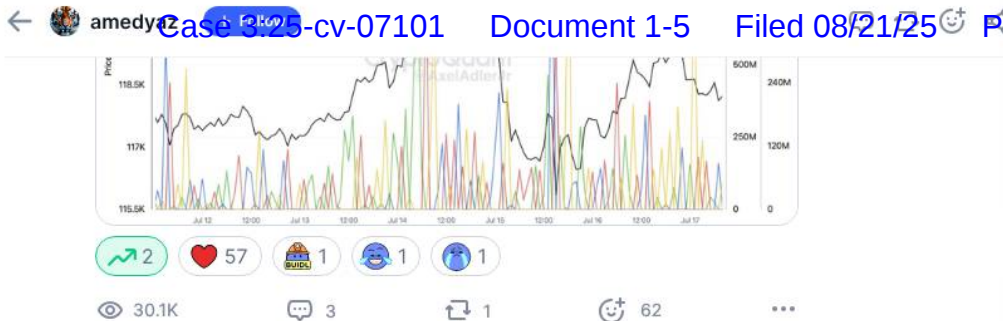 amedyaz + Follow
Case 3:25-cv-07101 Document 1-5 Filed 08/21/25
CryptoQuant
@AxelAdlerJr
Price
118.5K
117K
115.5K
500M
250M
0
240M
120M
0
Jul 12 12:00 Jul 13 12:00 Jul 14 12:00 Jul 15 12:00 Jul 16 12:00 Jul 17
2 57 BUIDL 1 1 1
30.1K 3 1 62